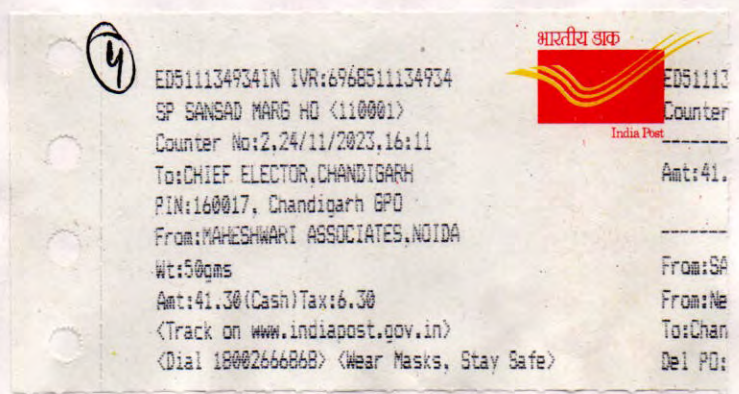 4
भारतीय डाक
India Post
ED511134934IN IVR:6968511134934
SP SANSAD MARG HO <110001>
Counter No:2,24/11/2023,16:11
To:CHIEF ELECTOR,CHANDIGARH
PIN:160017, Chandigarh GPO
From:MAHESHWARI ASSOCIATES,NOIDA
Wt:50gms
Amt:41.30(Cash)Tax:6.30
<Track on www.indiapost.gov.in>
<Dial 18002666868> <Wear Masks, Stay Safe>
ED51113
Counter
-------
Amt:41.
-------
From:SA
From:Ne
To:Chan
Del PO: